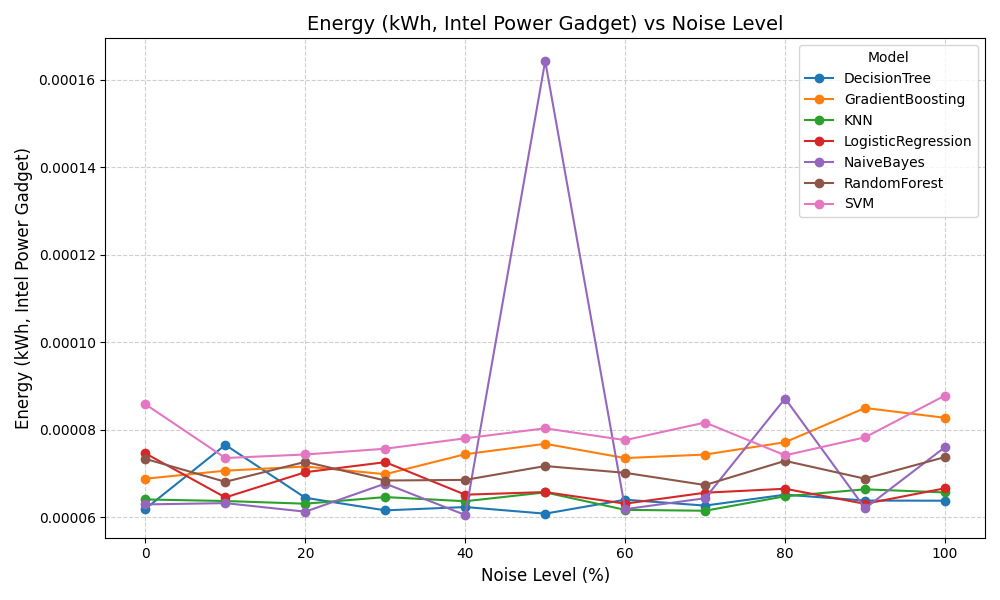 Energy (kWh, Intel Power Gadget) vs Noise Level
Energy (kWh, Intel Power Gadget)
0.00016
0.00014
0.00012
0.00010
0.00008
0.00006
Model
DecisionTree
GradientBoosting
KNN
LogisticRegression
NaiveBayes
RandomForest
SVM
0 20 40 60 80 100
Noise Level (%)